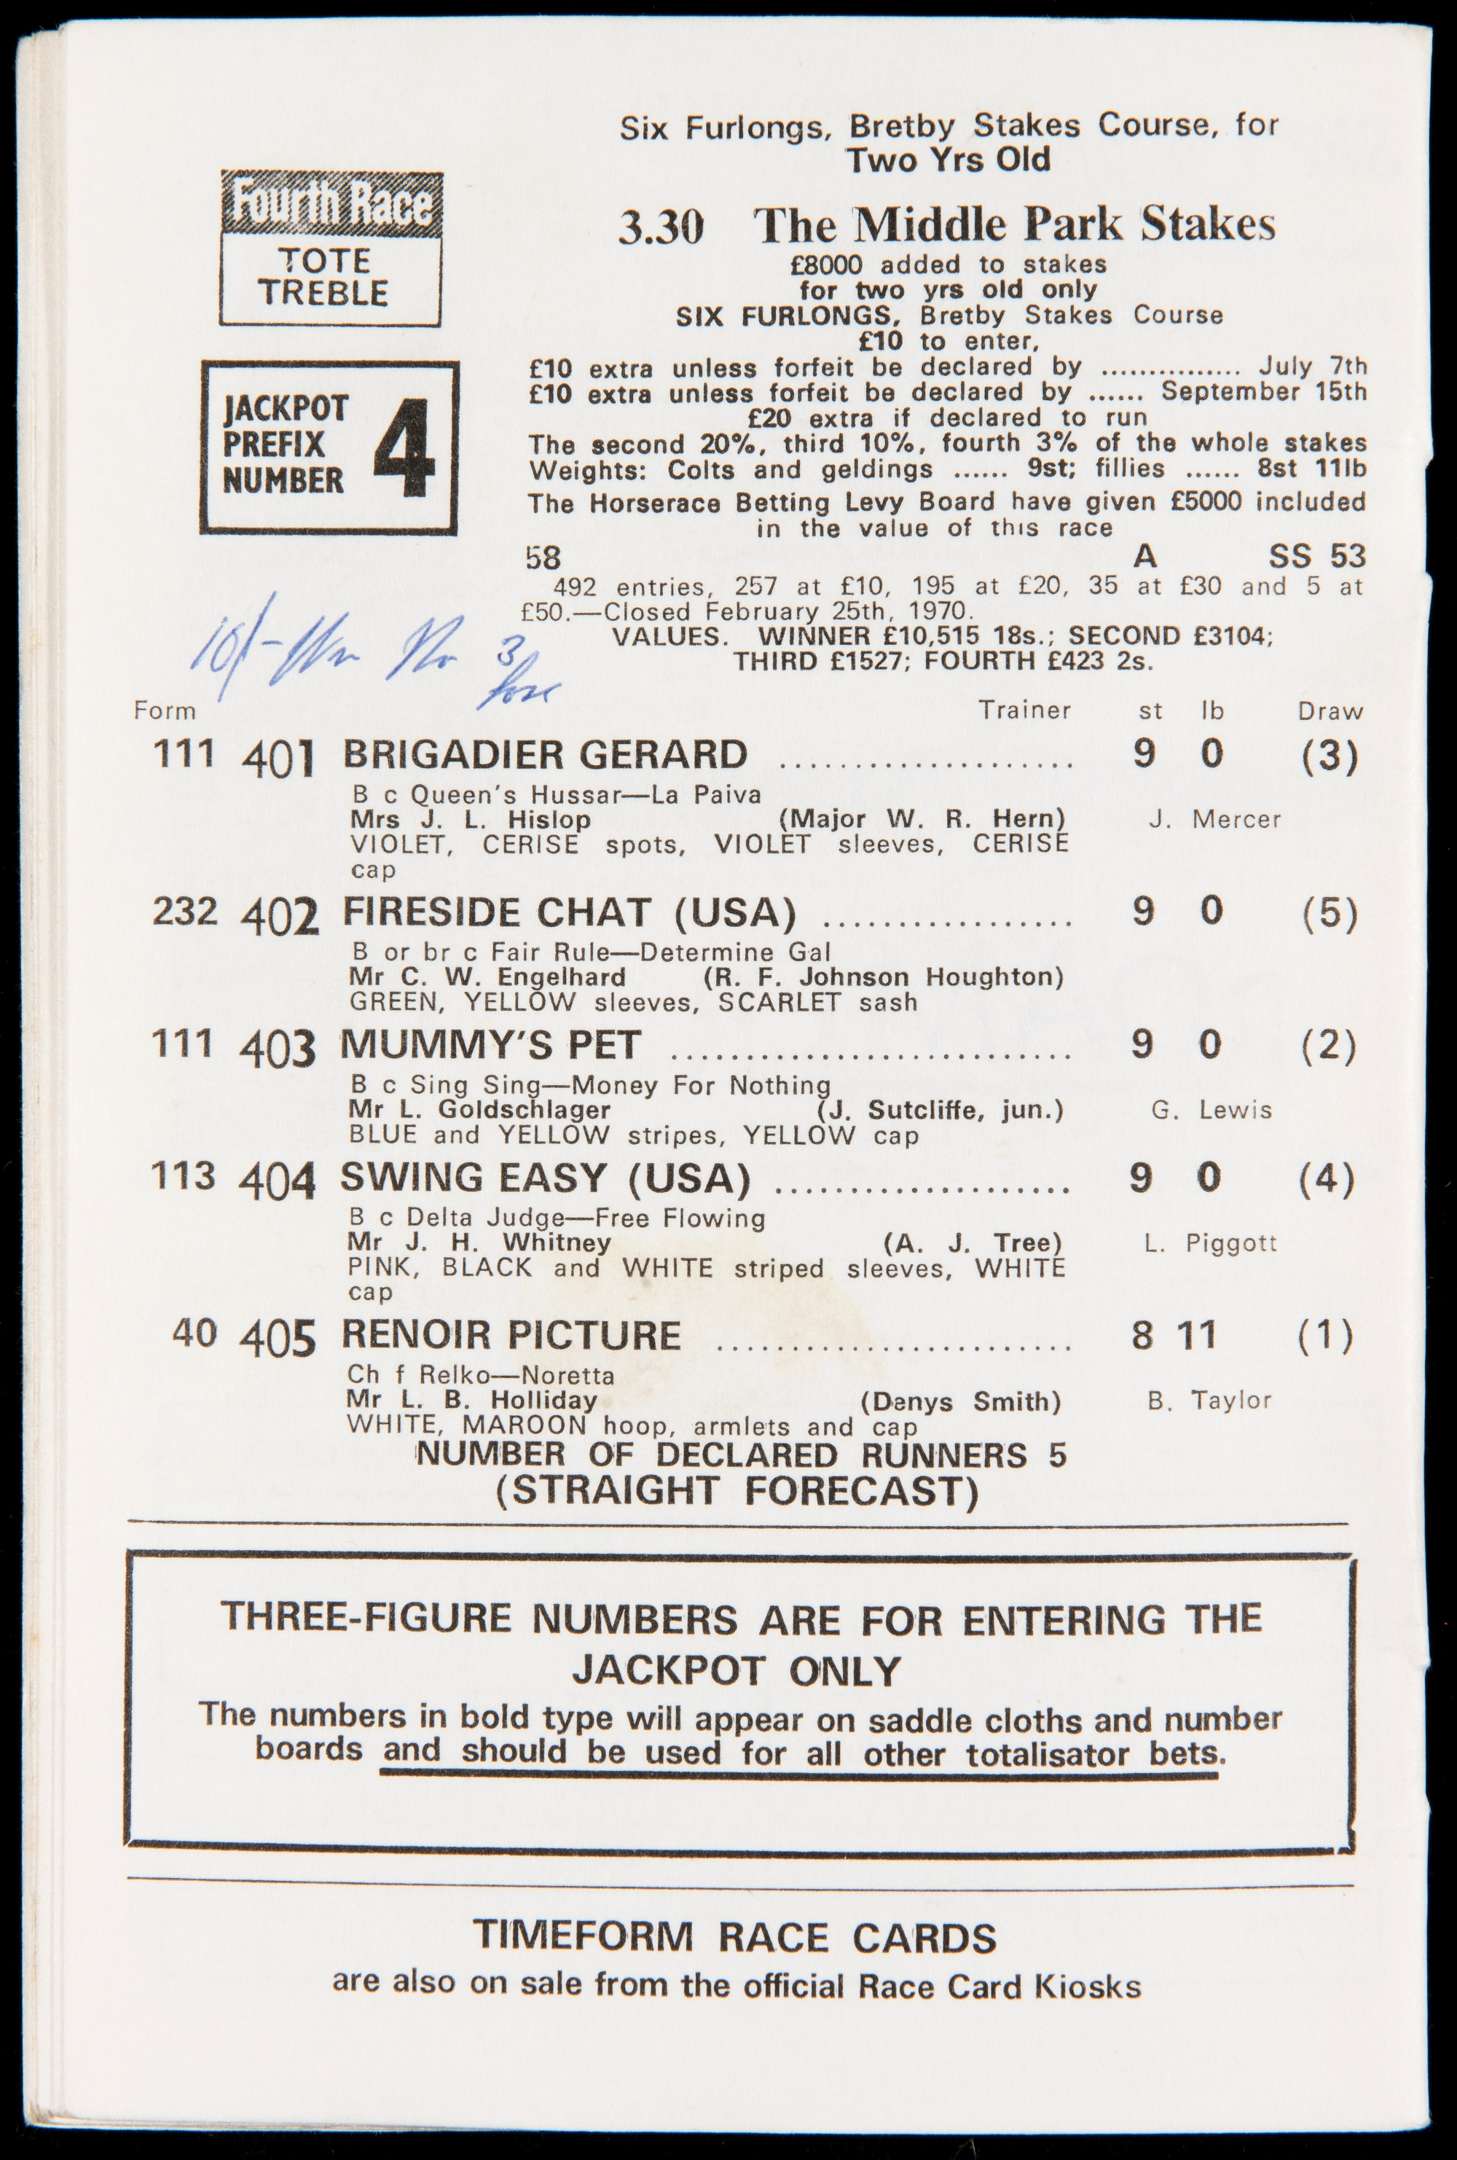 Six Furlongs, Bretby Stakes Course, for
Two Yrs Old
Fourth Race
TOTE
TREBLE
3.30 The Middle Park Stakes
£8000 added to stakes
for two yrs old only
SIX FURLONGS, Bretby Stakes Course
£10 to enter,
£10 extra unless forfeit be declared by ............... July 7th
£10 extra unless forfeit be declared by ...... September 15th
£20 extra if declared to run
The second 20%, third 10%, fourth 3% of the whole stakes
Weights: Colts and geldings ...... 9st; fillies ...... 8st 11lb
The Horserace Betting Levy Board have given £5000 included
in the value of this race
JACKPOT
PREFIX
NUMBER 4
58 A SS 53
492 entries, 257 at £10, 195 at £20, 35 at £30 and 5 at
£50.—Closed February 25th, 1970.
VALUES. WINNER £10,515 18s.; SECOND £3104;
THIRD £1527; FOURTH £423 2s.
10/- Win No 3
lose
Form Trainer st lb Draw
111 401 BRIGADIER GERARD .................... 9 0 (3)
B c Queen's Hussar—La Paiva
Mrs J. L. Hislop (Major W. R. Hern) J. Mercer
VIOLET, CERISE spots, VIOLET sleeves, CERISE
cap
232 402 FIRESIDE CHAT (USA) ................. 9 0 (5)
B or br c Fair Rule—Determine Gal
Mr C. W. Engelhard (R. F. Johnson Houghton)
GREEN, YELLOW sleeves, SCARLET sash
111 403 MUMMY'S PET ........................... 9 0 (2)
B c Sing Sing—Money For Nothing
Mr L. Goldschlager (J. Sutcliffe, jun.) G. Lewis
BLUE and YELLOW stripes, YELLOW cap
113 404 SWING EASY (USA) .................... 9 0 (4)
B c Delta Judge—Free Flowing
Mr J. H. Whitney (A. J. Tree) L. Piggott
PINK, BLACK and WHITE striped sleeves, WHITE
cap
40 405 RENOIR PICTURE ........................ 8 11 (1)
Ch f Relko—Noretta
Mr L. B. Holliday (Denys Smith) B. Taylor
WHITE, MAROON hoop, armlets and cap
NUMBER OF DECLARED RUNNERS 5
(STRAIGHT FORECAST)
THREE-FIGURE NUMBERS ARE FOR ENTERING THE
JACKPOT ONLY
The numbers in bold type will appear on saddle cloths and number
boards and should be used for all other totalisator bets.
TIMEFORM RACE CARDS
are also on sale from the official Race Card Kiosks